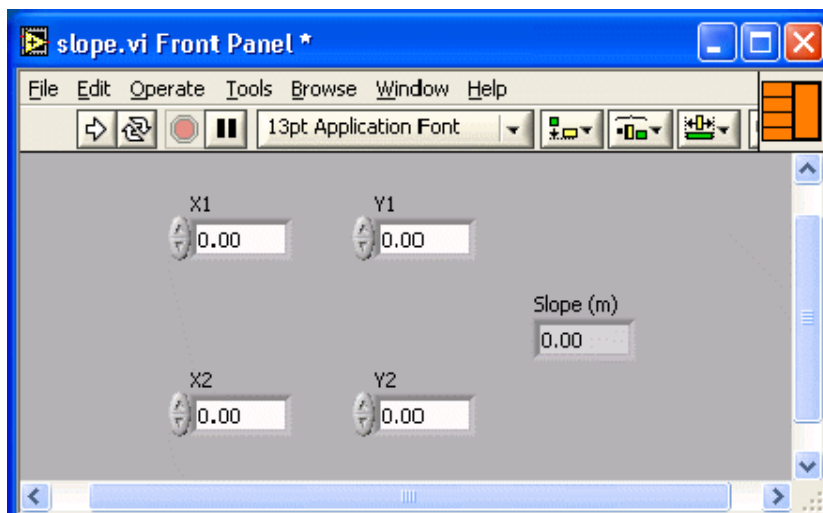 slope.vi Front Panel *
File Edit Operate Tools Browse Window Help
13pt Application Font
X1 Y1
0.00 0.00
Slope (m)
0.00
X2 Y2
0.00 0.00